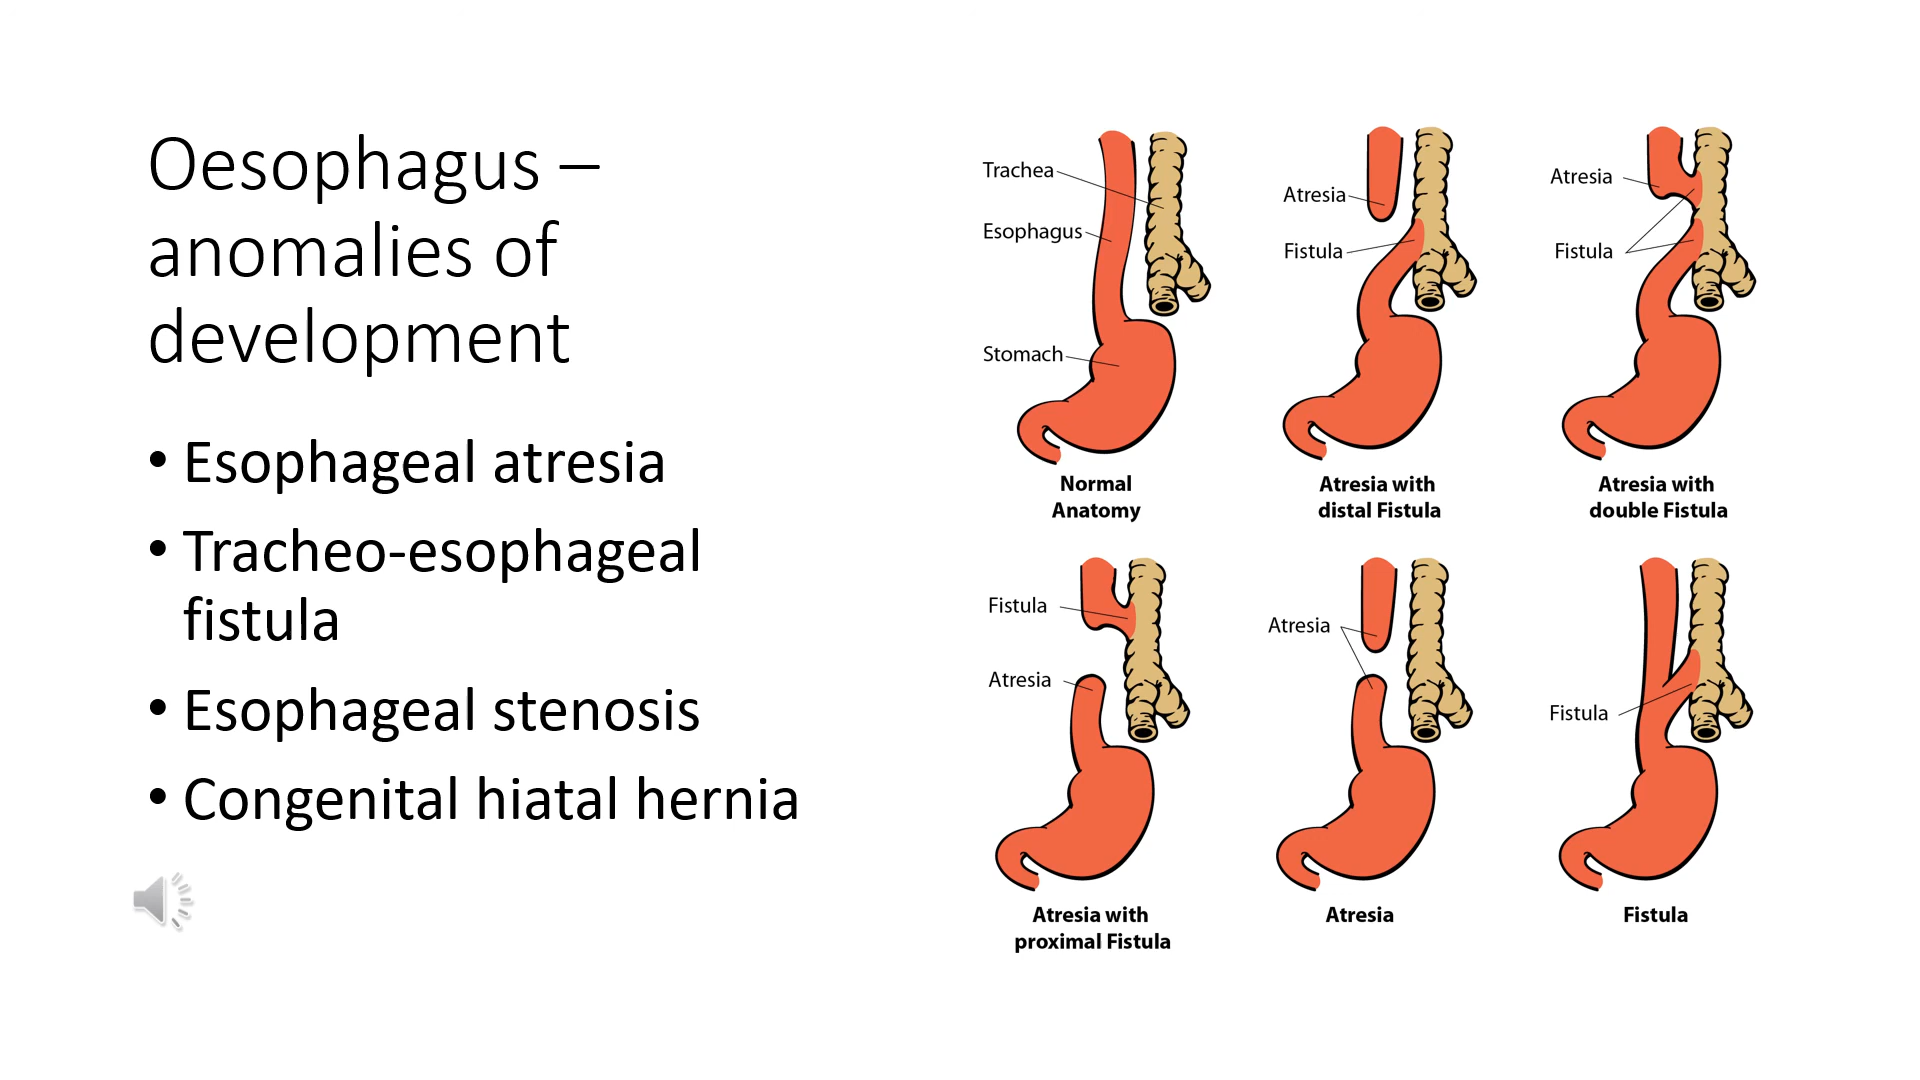 Oesophagus –
anomalies of
development
• Esophageal atresia
• Tracheo-esophageal
fistula
• Esophageal stenosis
• Congenital hiatal hernia
Trachea
Esophagus
Stomach
Normal
Anatomy
Atresia
Fistula
Atresia with
distal Fistula
Atresia
Fistula
Atresia with
double Fistula
Fistula
Atresia
Atresia with
proximal Fistula
Atresia
Atresia
Fistula
Fistula